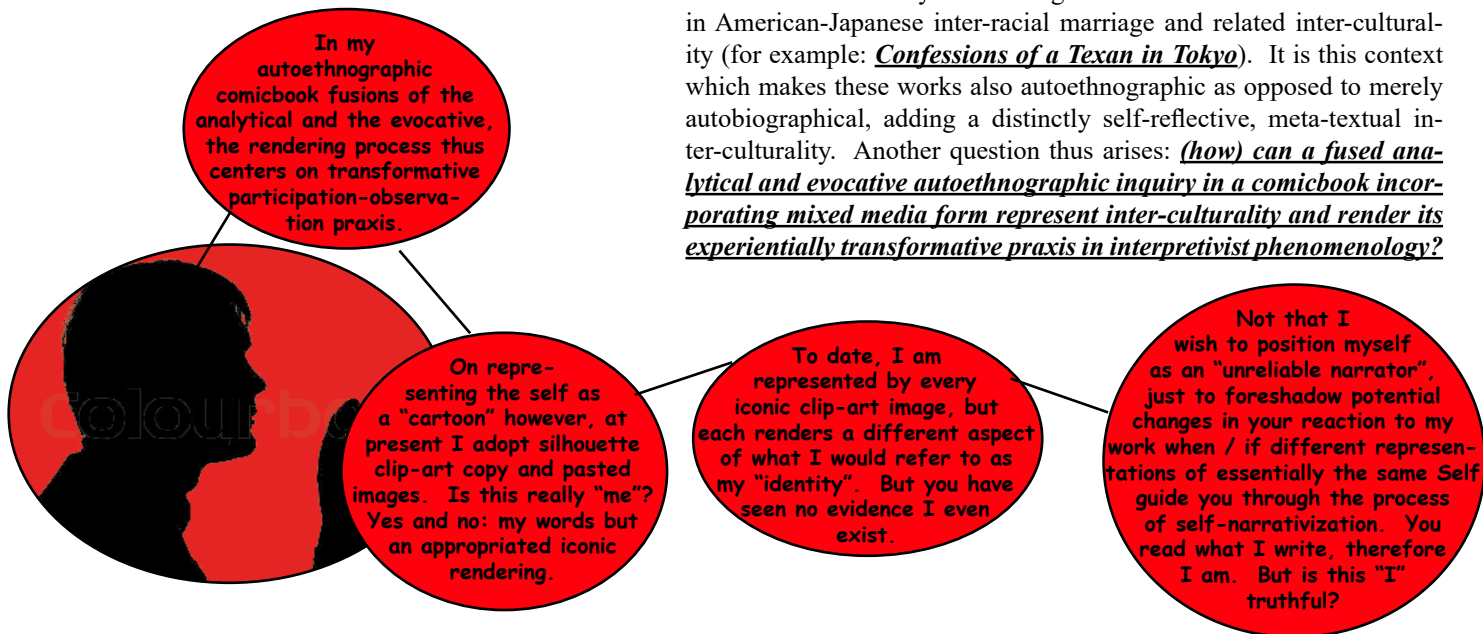 in American-Japanese inter-racial marriage and related inter-cultural-
ity (for example: Confessions of a Texan in Tokyo).  It is this context
which makes these works also autoethnographic as opposed to merely
autobiographical, adding a distinctly self-reflective, meta-textual in-
ter-culturality.  Another question thus arises: (how) can a fused ana-
lytical and evocative autoethnographic inquiry in a comicbook incor-
porating mixed media form represent inter-culturality and render its
experientially transformative praxis in interpretivist phenomenology?
In my
autoethnographic
comicbook fusions of the
analytical and the evocative,
the rendering process thus
centers on transformative
participation-observa-
tion praxis.
On repre-
senting the self as
a "cartoon" however, at
present I adopt silhouette
clip-art copy and pasted
images.  Is this really "me"?
Yes and no: my words but
an appropriated iconic
rendering.
To date, I am
represented by every
iconic clip-art image, but
each renders a different aspect
of what I would refer to as
my "identity".  But you have
seen no evidence I even
exist.
Not that I
wish to position myself
as an "unreliable narrator",
just to foreshadow potential
changes in your reaction to my
work when / if different represen-
tations of essentially the same Self
guide you through the process
of self-narrativization.  You
read what I write, therefore
I am.  But is this "I"
truthful?